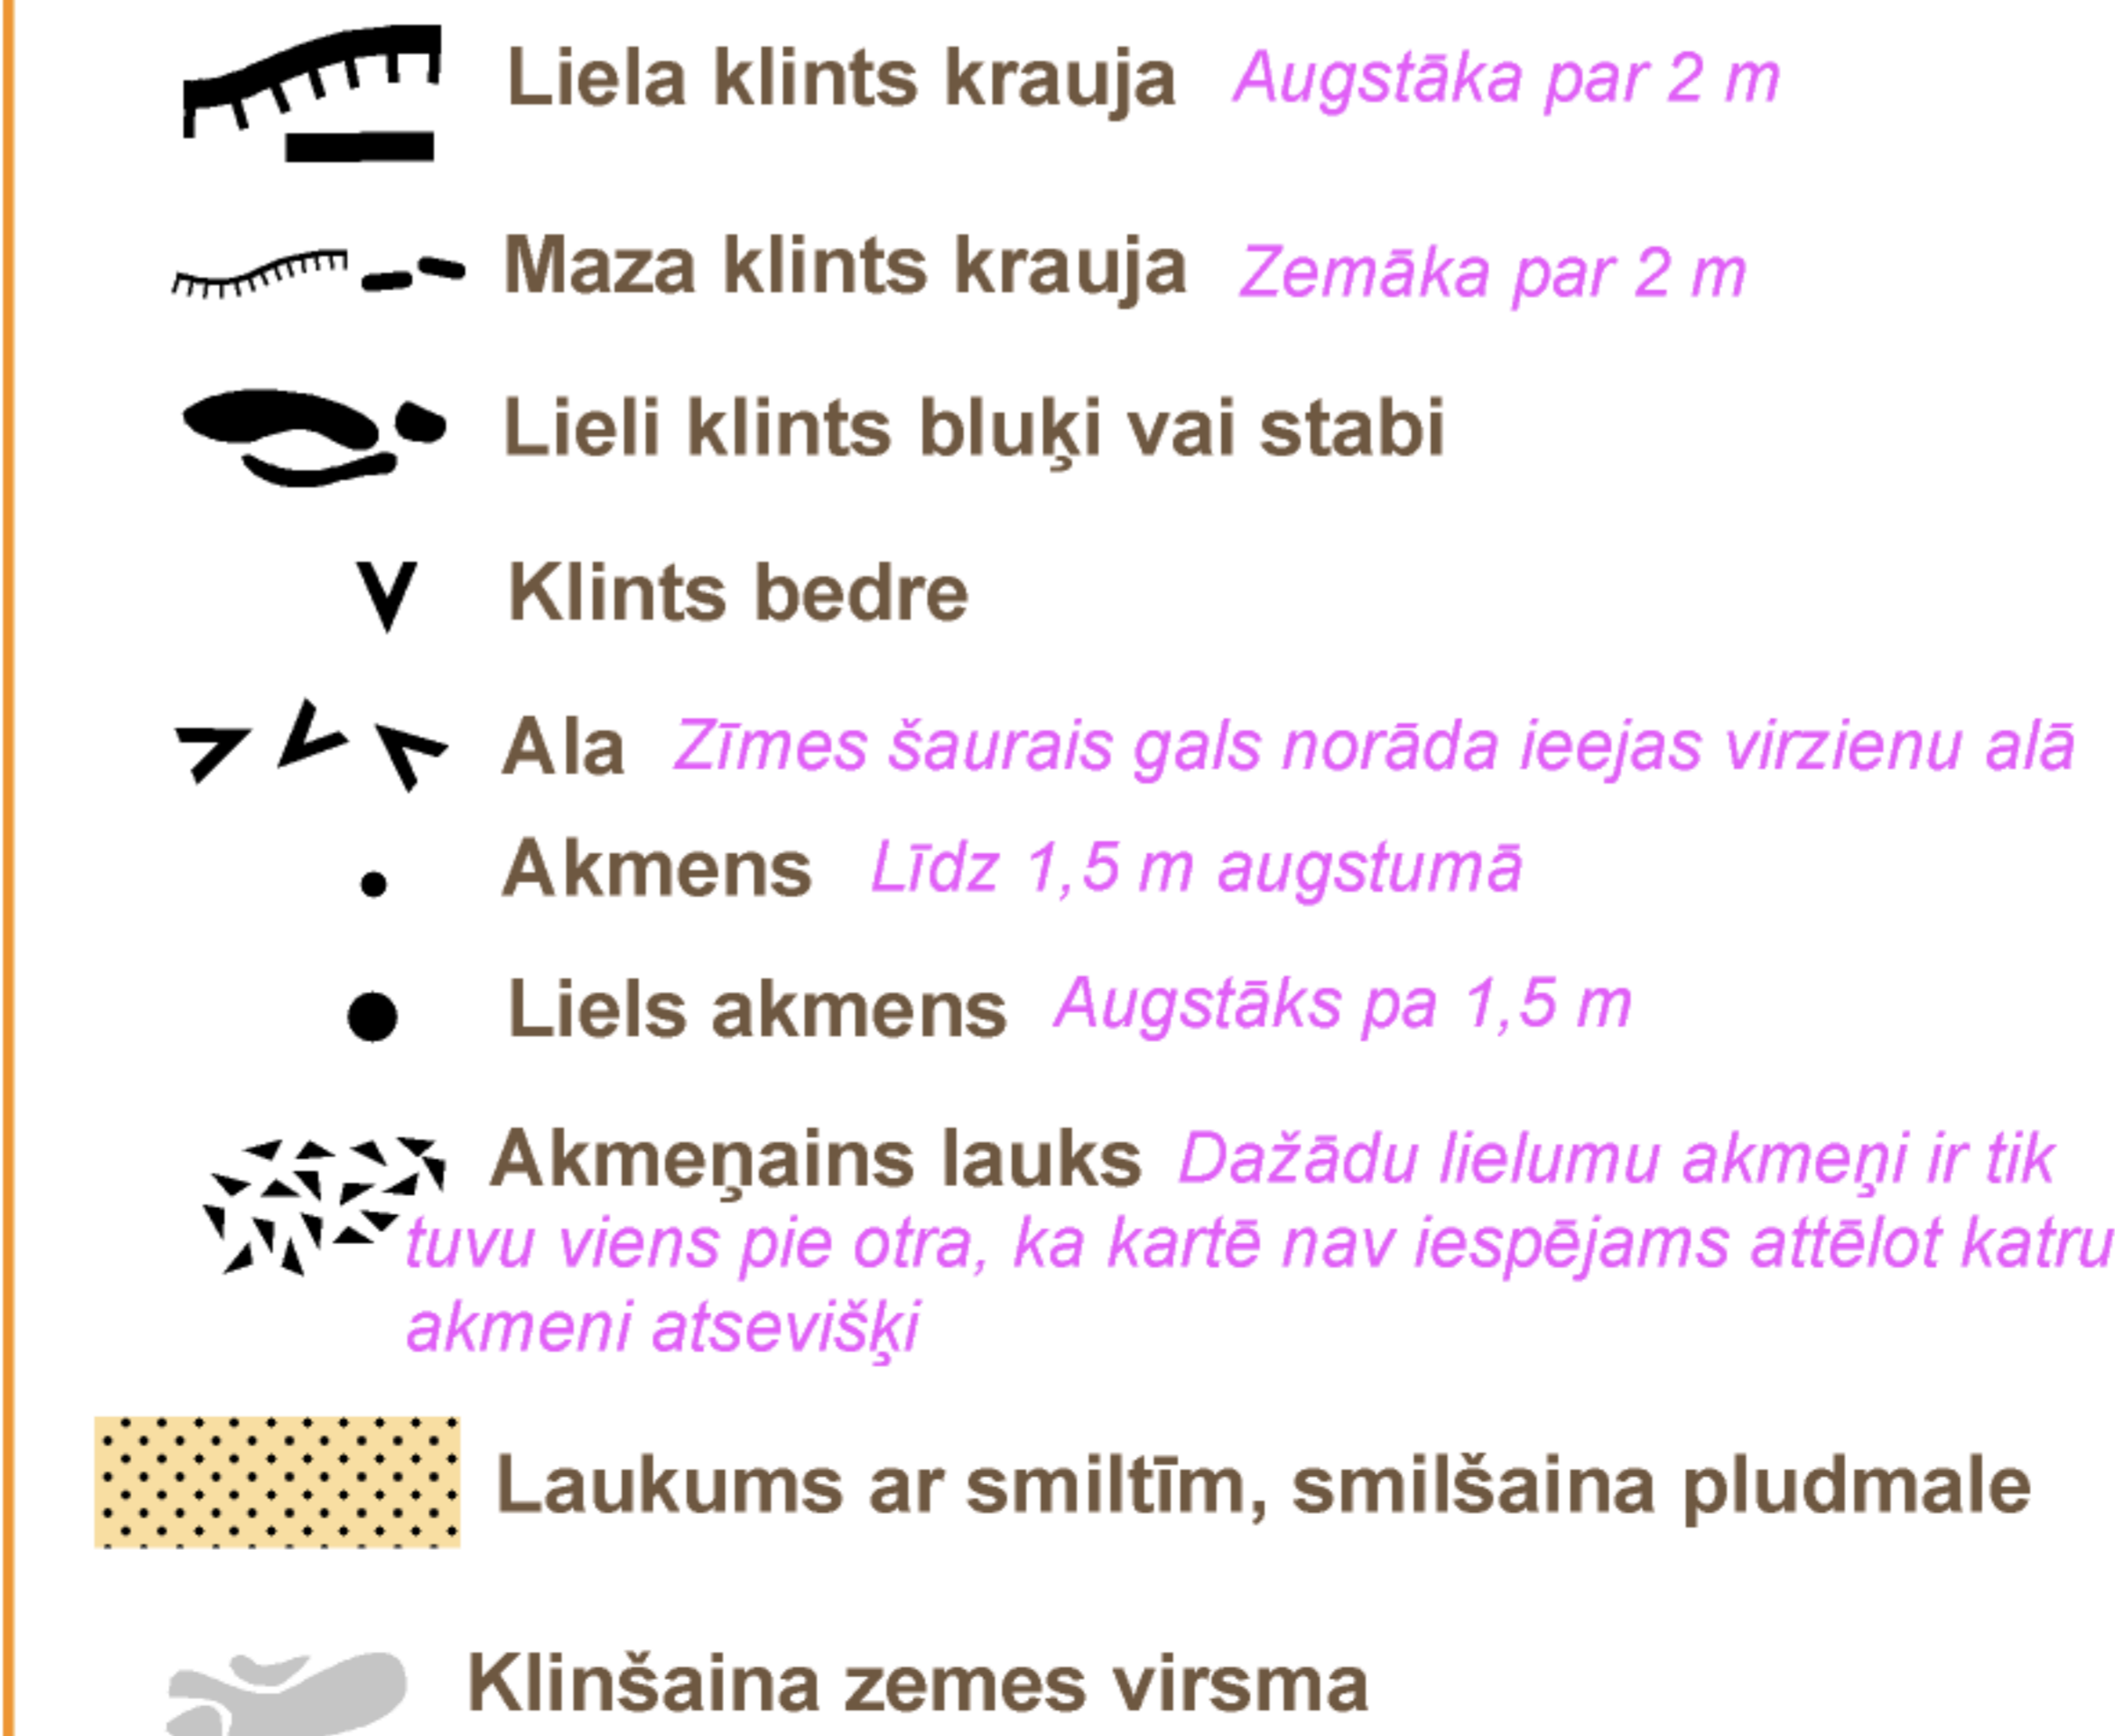 Liela klints krauja Augstāka par 2 m
Maza klints krauja Zemāka par 2 m
Lieli klints bluķi vai stabi
Klints bedre
Ala Zīmes šaurais gals norāda ieejas virzienu alā
Akmens Līdz 1,5 m augstumā
Liels akmens Augstāks pa 1,5 m
Akmeņains lauks Dažādu lielumu akmeņi ir tik
tuvu viens pie otra, ka kartē nav iespējams attēlot katru
akmeni atsevišķi
Laukums ar smiltīm, smilšaina pludmale
Klinšaina zemes virsma